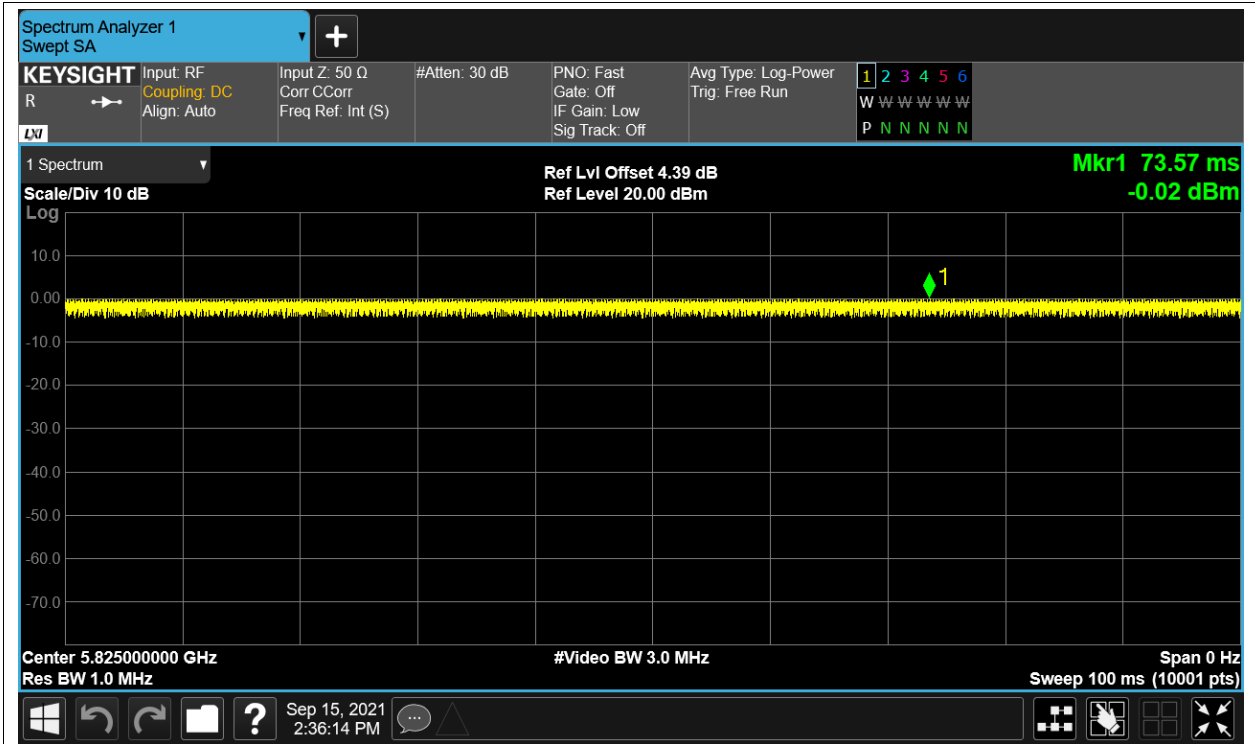 Spectrum Analyzer 1
Swept SA
KEYSIGHT
R
LXI
Input: RF
Coupling: DC
Align: Auto
Input Z: 50 Ω
Corr CCorr
Freq Ref: Int (S)
#Atten: 30 dB
PNO: Fast
Gate: Off
IF Gain: Low
Sig Track: Off
Avg Type: Log-Power
Trig: Free Run
1 2 3 4 5 6
W W W W W W
P N N N N N
1 Spectrum
Scale/Div 10 dB
Ref Lvl Offset 4.39 dB
Ref Level 20.00 dBm
Mkr1 73.57 ms
-0.02 dBm
Log
10.0
1
0.00
-10.0
-20.0
-30.0
-40.0
-50.0
-60.0
-70.0
Center 5.825000000 GHz
#Video BW 3.0 MHz
Span 0 Hz
Res BW 1.0 MHz
Sweep 100 ms (10001 pts)
?
Sep 15, 2021
2:36:14 PM